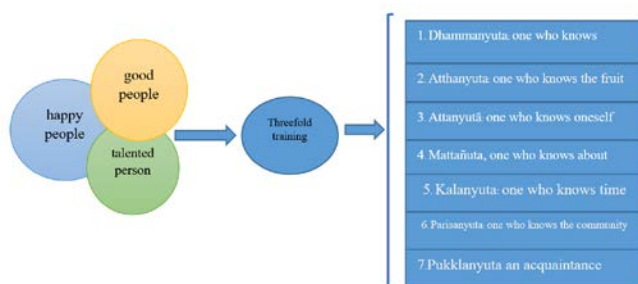 good
people
happy
people
talented
person
Threefold
training
1. Dhammanyuta: one who knows
2. Atthanyuta: one who knows the fruit
3. Attanyutā: one who knows oneself
4. Mattañuta, one who knows about
5. Kalanyuta: one who knows time
6. Parisanyuta: one who knows the community
7.Pukklanyuta an acquaintance